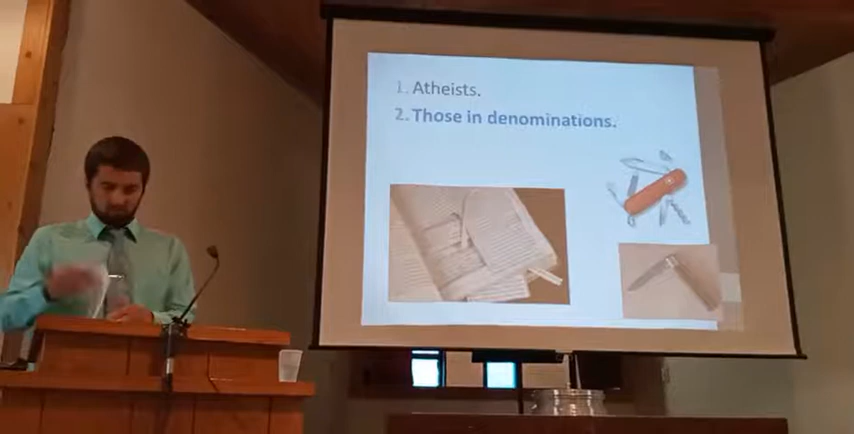 1. Atheists.
2. Those in denominations.